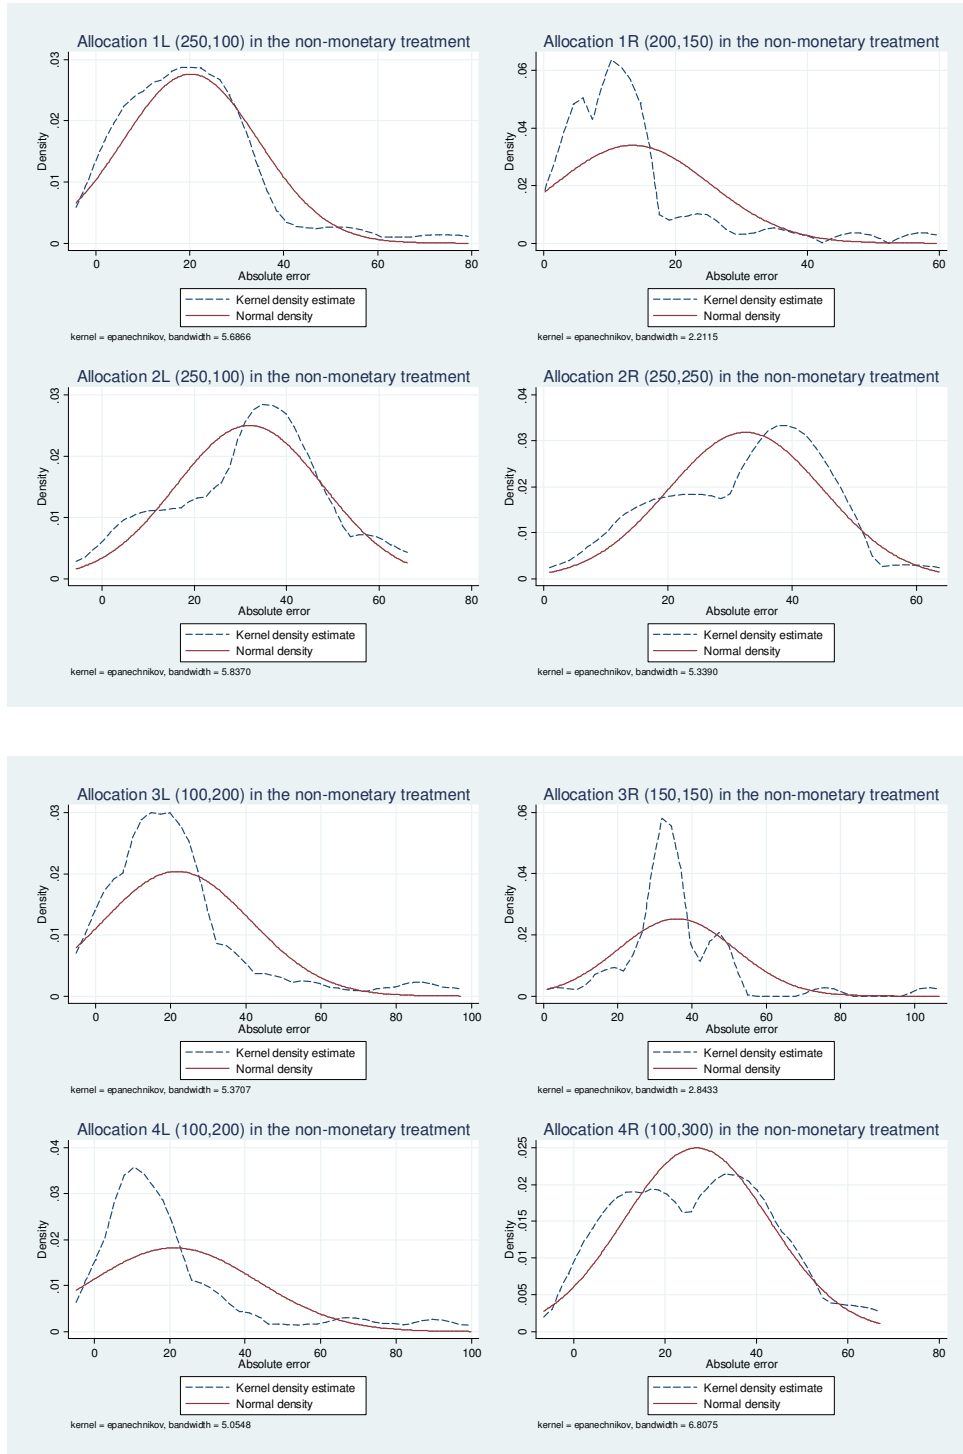 Allocation 1L (250,100) in the non-monetary treatment
Density
0 .01 .02 .03
0 20 40 60 80
Absolute error
Kernel density estimate
Normal density
kernel = epanechnikov, bandwidth = 5.6866
Allocation 1R (200,150) in the non-monetary treatment
Density
0 .02 .04 .06
0 20 40 60
Absolute error
Kernel density estimate
Normal density
kernel = epanechnikov, bandwidth = 2.2115
Allocation 2L (250,100) in the non-monetary treatment
Density
0 .01 .02 .03
0 20 40 60 80
Absolute error
Kernel density estimate
Normal density
kernel = epanechnikov, bandwidth = 5.8370
Allocation 2R (250,250) in the non-monetary treatment
Density
0 .01 .02 .03 .04
0 20 40 60
Absolute error
Kernel density estimate
Normal density
kernel = epanechnikov, bandwidth = 5.3390
Allocation 3L (100,200) in the non-monetary treatment
Density
0 .01 .02 .03
0 20 40 60 80 100
Absolute error
Kernel density estimate
Normal density
kernel = epanechnikov, bandwidth = 5.3707
Allocation 3R (150,150) in the non-monetary treatment
Density
0 .02 .04 .06
0 20 40 60 80 100
Absolute error
Kernel density estimate
Normal density
kernel = epanechnikov, bandwidth = 2.8433
Allocation 4L (100,200) in the non-monetary treatment
Density
0 .01 .02 .03 .04
0 20 40 60 80 100
Absolute error
Kernel density estimate
Normal density
kernel = epanechnikov, bandwidth = 5.0548
Allocation 4R (100,300) in the non-monetary treatment
Density
0 .005 .01 .015 .02 .025
0 20 40 60 80
Absolute error
Kernel density estimate
Normal density
kernel = epanechnikov, bandwidth = 6.8075